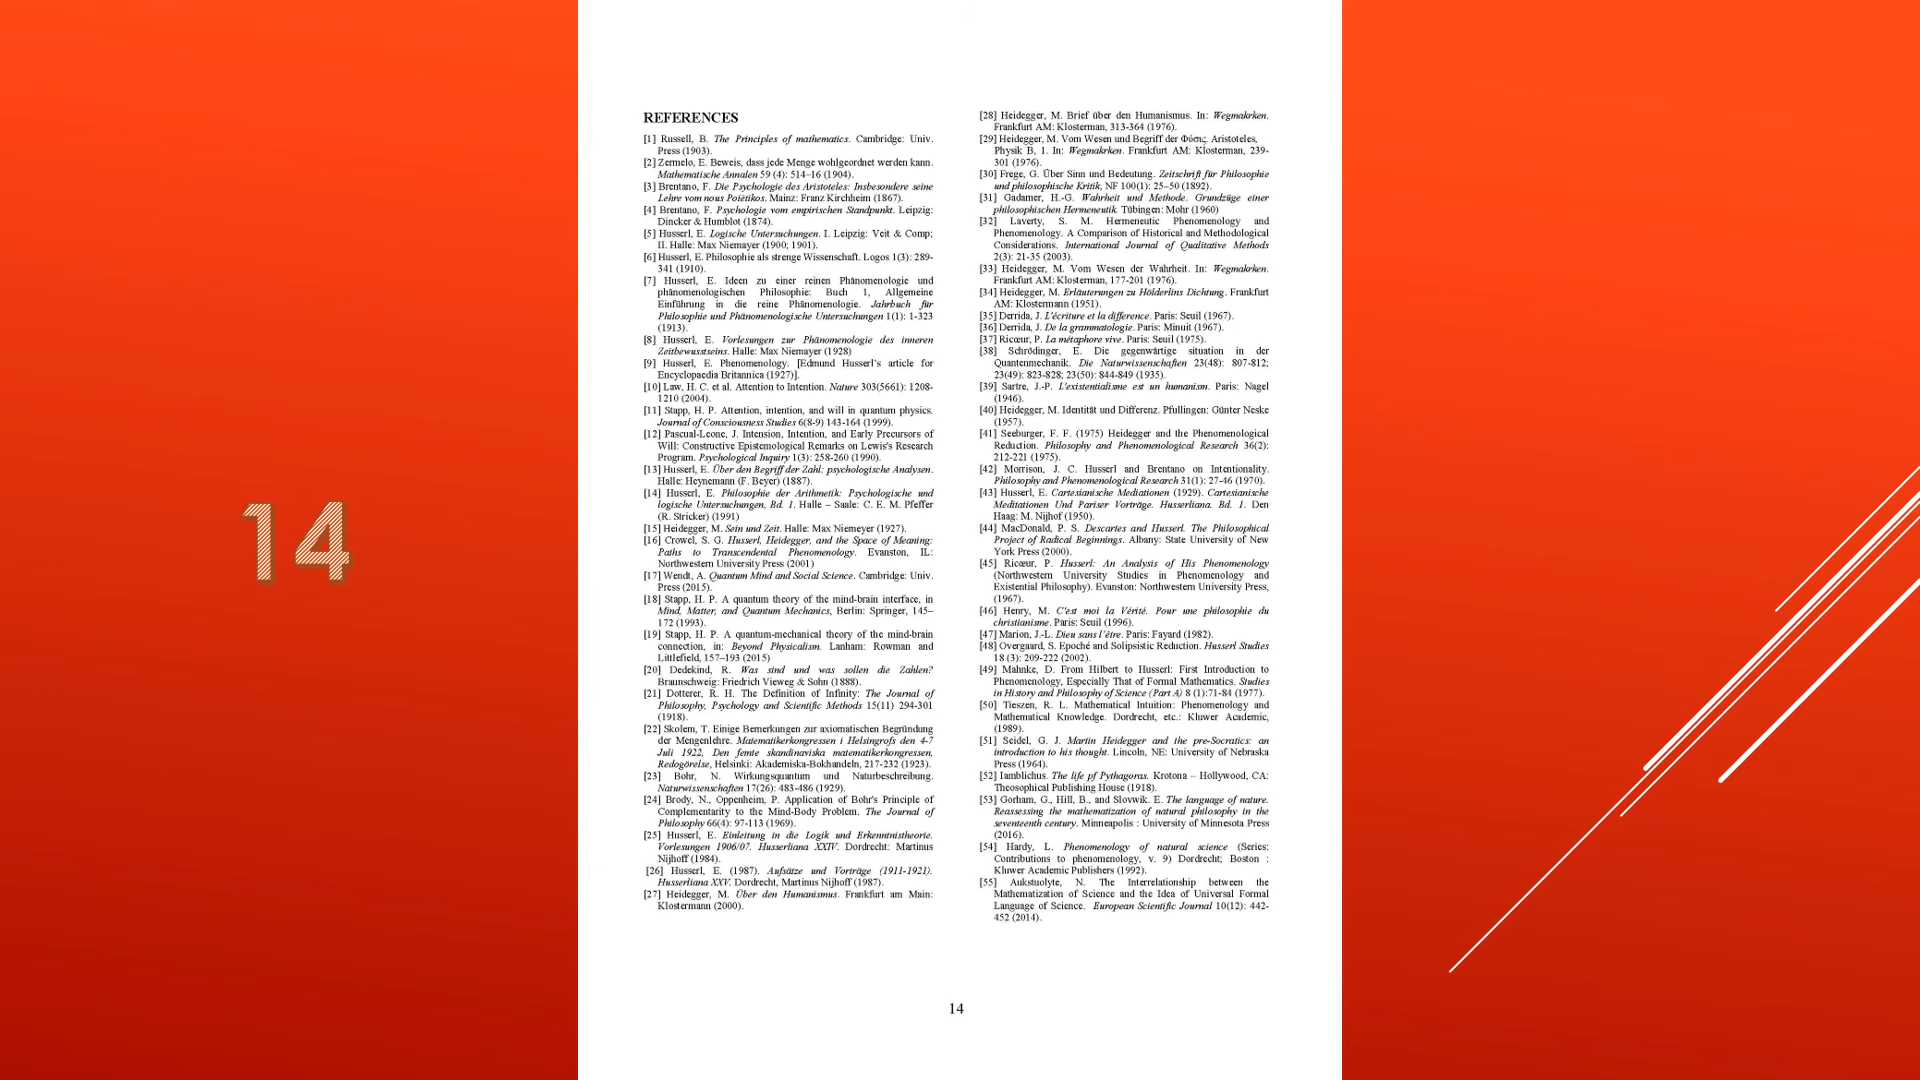 14
REFERENCES
[1] Russell, B. The Principles of mathematics. Cambridge: Univ.
Press (1903).
[2] Zermelo, E. Beweis, dass jede Menge wohlgeordnet werden kann.
Mathematische Annalen 59 (4): 514–16 (1904).
[3] Brentano, F. Die Psychologie des Aristoteles: Insbesondere seine
Lehre vom nous Poiëtikos. Mainz: Franz Kirchheim (1867).
[4] Brentano, F. Psychologie vom empirischen Standpunkt. Leipzig:
Dincker & Humblot (1874).
[5] Husserl, E. Logische Untersuchungen. I. Leipzig: Veit & Comp;
II. Halle: Max Niemayer (1900; 1901).
[6] Husserl, E. Philosophie als strenge Wissenschaft. Logos 1(3): 289-
341 (1910).
[7] Husserl, E. Ideen zu einer reinen Phänomenologie und
phänomenologischen Philosophie: Buch 1, Allgemeine
Einführung in die reine Phänomenologie. Jahrbuch für
Philosophie und Phänomenologische Untersuchungen 1(1): 1-323
(1913).
[8] Husserl, E. Vorlesungen zur Phänomenologie des inneren
Zeitbewusstseins. Halle: Max Niemayer (1928)
[9] Husserl, E. Phenomenology. [Edmund Husserl's article for
Encyclopaedia Britannica (1927)].
[10] Law, H. C. et al. Attention to Intention. Nature 303(5661): 1208-
1210 (2004).
[11] Stapp, H. P. Attention, intention, and will in quantum physics.
Journal of Consciousness Studies 6(8-9) 143-164 (1999).
[12] Pascual-Leone, J. Intension, Intention, and Early Precursors of
Will: Constructive Epistemological Remarks on Lewis's Research
Program. Psychological Inquiry 1(3): 258-260 (1990).
[13] Husserl, E. Über den Begriff der Zahl: psychologische Analysen.
Halle: Heynemann (F. Beyer) (1887).
[14] Husserl, E. Philosophie der Arithmetik: Psychologische und
logische Untersuchungen, Bd. 1. Halle – Saale: C. E. M. Pfeffer
(R. Stricker) (1991)
[15] Heidegger, M. Sein und Zeit. Halle: Max Niemeyer (1927).
[16] Crowel, S. G. Husserl, Heidegger, and the Space of Meaning:
Paths to Transcendental Phenomenology. Evanston, IL:
Northwestern University Press (2001)
[17] Wendt, A. Quantum Mind and Social Science. Cambridge: Univ.
Press (2015).
[18] Stapp, H. P. A quantum theory of the mind-brain interface, in
Mind, Matter, and Quantum Mechanics, Berlin: Springer, 145–
172 (1993).
[19] Stapp, H. P. A quantum-mechanical theory of the mind-brain
connection, in: Beyond Physicalism. Lanham: Rowman and
Littlefield, 157–193 (2015)
[20] Dedekind, R. Was sind und was sollen die Zahlen?
Braunschweig: Friedrich Vieweg & Sohn (1888).
[21] Dotterer, R. H. The Definition of Infinity: The Journal of
Philosophy, Psychology and Scientific Methods 15(11) 294-301
(1918).
[22] Skolem, T. Einige Bemerkungen zur axiomatischen Begründung
der Mengenlehre. Matematikerkongressen i Helsingrofs den 4-7
Juli 1922, Den femte skandinaviska matematikerkongressen,
Redogörelse, Helsinki: Akademiska-Bokhandeln, 217-232 (1923).
[23] Bohr, N. Wirkungsquantum und Naturbeschreibung.
Naturwissenschaften 17(26): 483-486 (1929).
[24] Brody, N., Oppenheim, P. Application of Bohr's Principle of
Complementarity to the Mind-Body Problem. The Journal of
Philosophy 66(4): 97-113 (1969).
[25] Husserl, E. Einleitung in die Logik und Erkenntnistheorie.
Vorlesungen 1906/07. Husserliana XXIV. Dordrecht: Martinus
Nijhoff (1984).
[26] Husserl, E. (1987). Aufsätze und Vorträge (1911-1921).
Husserliana XXV. Dordrecht, Martinus Nijhoff (1987).
[27] Heidegger, M. Über den Humanismus. Frankfurt am Main:
Klostermann (2000).
[28] Heidegger, M. Brief über den Humanismus. In: Wegmakrken.
Frankfurt AM: Klosterman, 313-364 (1976).
[29] Heidegger, M. Vom Wesen und Begriff der Φύσις. Aristoteles,
Physik B, 1. In: Wegmakrken. Frankfurt AM: Klosterman, 239-
301 (1976).
[30] Frege, G. Über Sinn und Bedeutung. Zeitschrift für Philosophie
und philosophische Kritik, NF 100(1): 25–50 (1892).
[31] Gadamer, H.-G. Wahrheit und Methode. Grundzüge einer
philosophischen Hermeneutik. Tübingen: Mohr (1960)
[32] Laverty, S. M. Hermeneutic Phenomenology and
Phenomenology. A Comparison of Historical and Methodological
Considerations. International Journal of Qualitative Methods
2(3): 21-35 (2003).
[33] Heidegger, M. Vom Wesen der Wahrheit. In: Wegmakrken.
Frankfurt AM: Klosterman, 177-201 (1976).
[34] Heidegger, M. Erläuterungen zu Hölderlins Dichtung. Frankfurt
AM: Klostermann (1951).
[35] Derrida, J. L'écriture et la difference. Paris: Seuil (1967).
[36] Derrida, J. De la grammatologie. Paris: Minuit (1967).
[37] Ricœur, P. La métaphore vive. Paris: Seuil (1975).
[38] Schrödinger, E. Die gegenwärtige situation in der
Quantenmechanik. Die Naturwissenschaften 23(48): 807-812;
23(49): 823-828; 23(50): 844-849 (1935).
[39] Sartre, J.-P. L'existentialisme est un humanism. Paris: Nagel
(1946).
[40] Heidegger, M. Identität und Differenz. Pfullingen: Günter Neske
(1957).
[41] Seeburger, F. F. (1975) Heidegger and the Phenomenological
Reduction. Philosophy and Phenomenological Research 36(2):
212-221 (1975).
[42] Morrison, J. C. Husserl and Brentano on Intentionality.
Philosophy and Phenomenological Research 31(1): 27-46 (1970).
[43] Husserl, E. Cartesianische Mediationen (1929). Cartesianische
Meditationen Und Pariser Vorträge. Husserliana. Bd. 1. Den
Haag: M. Nijhof (1950).
[44] MacDonald, P. S. Descartes and Husserl. The Philosophical
Project of Radical Beginnings. Albany: State University of New
York Press (2000).
[45] Ricœur, P. Husserl: An Analysis of His Phenomenology
(Northwestern University Studies in Phenomenology and
Existential Philosophy). Evanston: Northwestern University Press,
(1967).
[46] Henry, M. C'est moi la Vérité. Pour une philosophie du
christianisme. Paris: Seuil (1996).
[47] Marion, J.-L. Dieu sans l'être. Paris: Fayard (1982).
[48] Overgaard, S. Epoché and Solipsistic Reduction. Husserl Studies
18 (3): 209-222 (2002).
[49] Mahnke, D. From Hilbert to Husserl: First Introduction to
Phenomenology, Especially That of Formal Mathematics. Studies
in History and Philosophy of Science (Part A) 8 (1):71-84 (1977).
[50] Tieszen, R. L. Mathematical Intuition: Phenomenology and
Mathematical Knowledge. Dordrecht, etc.: Kluwer Academic,
(1989).
[51] Seidel, G. J. Martin Heidegger and the pre-Socratics: an
introduction to his thought. Lincoln, NE: University of Nebraska
Press (1964).
[52] Iamblichus. The life pf Pythagoras. Krotona – Hollywood, CA:
Theosophical Publishing House (1918).
[53] Gorham, G., Hill, B., and Slovwik. E. The language of nature.
Reassessing the mathematization of natural philosophy in the
seventeenth century. Minneapolis : University of Minnesota Press
(2016).
[54] Hardy, L. Phenomenology of natural science (Series:
Contributions to phenomenology, v. 9) Dordrecht; Boston :
Kluwer Academic Publishers (1992).
[55] Aukstuolyte, N. The Interrelationship between the
Mathematization of Science and the Idea of Universal Formal
Language of Science. European Scientific Journal 10(12): 442-
452 (2014).
14